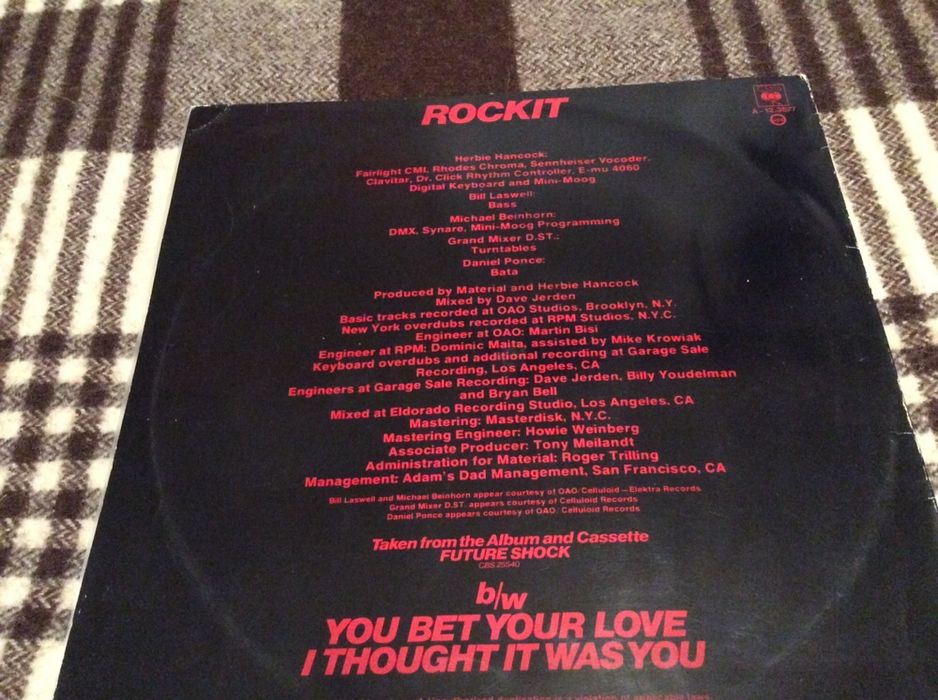 ROCKIT
CBS
A-12.3577
Herbie Hancock:
Fairlight CMI, Rhodes Chroma, Sennheiser Vocoder,
Clavitar, Dr. Click Rhythm Controller, E-mu 4060
Digital Keyboard and Mini-Moog
Bill Laswell:
Bass
Michael Beinhorn:
DMX, Synare, Mini-Moog Programming
Grand Mixer D.ST.:
Turntables
Daniel Ponce:
Bata
Produced by Material and Herbie Hancock
Mixed by Dave Jerden
Basic tracks recorded at OAO Studios, Brooklyn, N.Y.
New York overdubs recorded at RPM Studios, N.Y.C.
Engineer at OAO: Martin Bisi
Engineer at RPM: Dominic Maita, assisted by Mike Krowiak
Keyboard overdubs and additional recording at Garage Sale
Recording, Los Angeles, CA
Engineers at Garage Sale Recording: Dave Jerden, Billy Youdelman
and Bryan Bell
Mixed at Eldorado Recording Studio, Los Angeles, CA
Mastering: Masterdisk, N.Y.C.
Mastering Engineer: Howie Weinberg
Associate Producer: Tony Meilandt
Administration for Material: Roger Trilling
Management: Adam's Dad Management, San Francisco, CA
Bill Laswell and Michael Beinhorn appear courtesy of OAO/Celluloid – Elektra Records
Grand Mixer D.ST. appears courtesy of Celluloid Records
Daniel Ponce appears courtesy of OAO/Celluloid Records
Taken from the Album and Cassette
FUTURE SHOCK
CBS 25540
b/w
YOU BET YOUR LOVE
I THOUGHT IT WAS YOU
Unauthorised duplication is a violation of applicable laws.